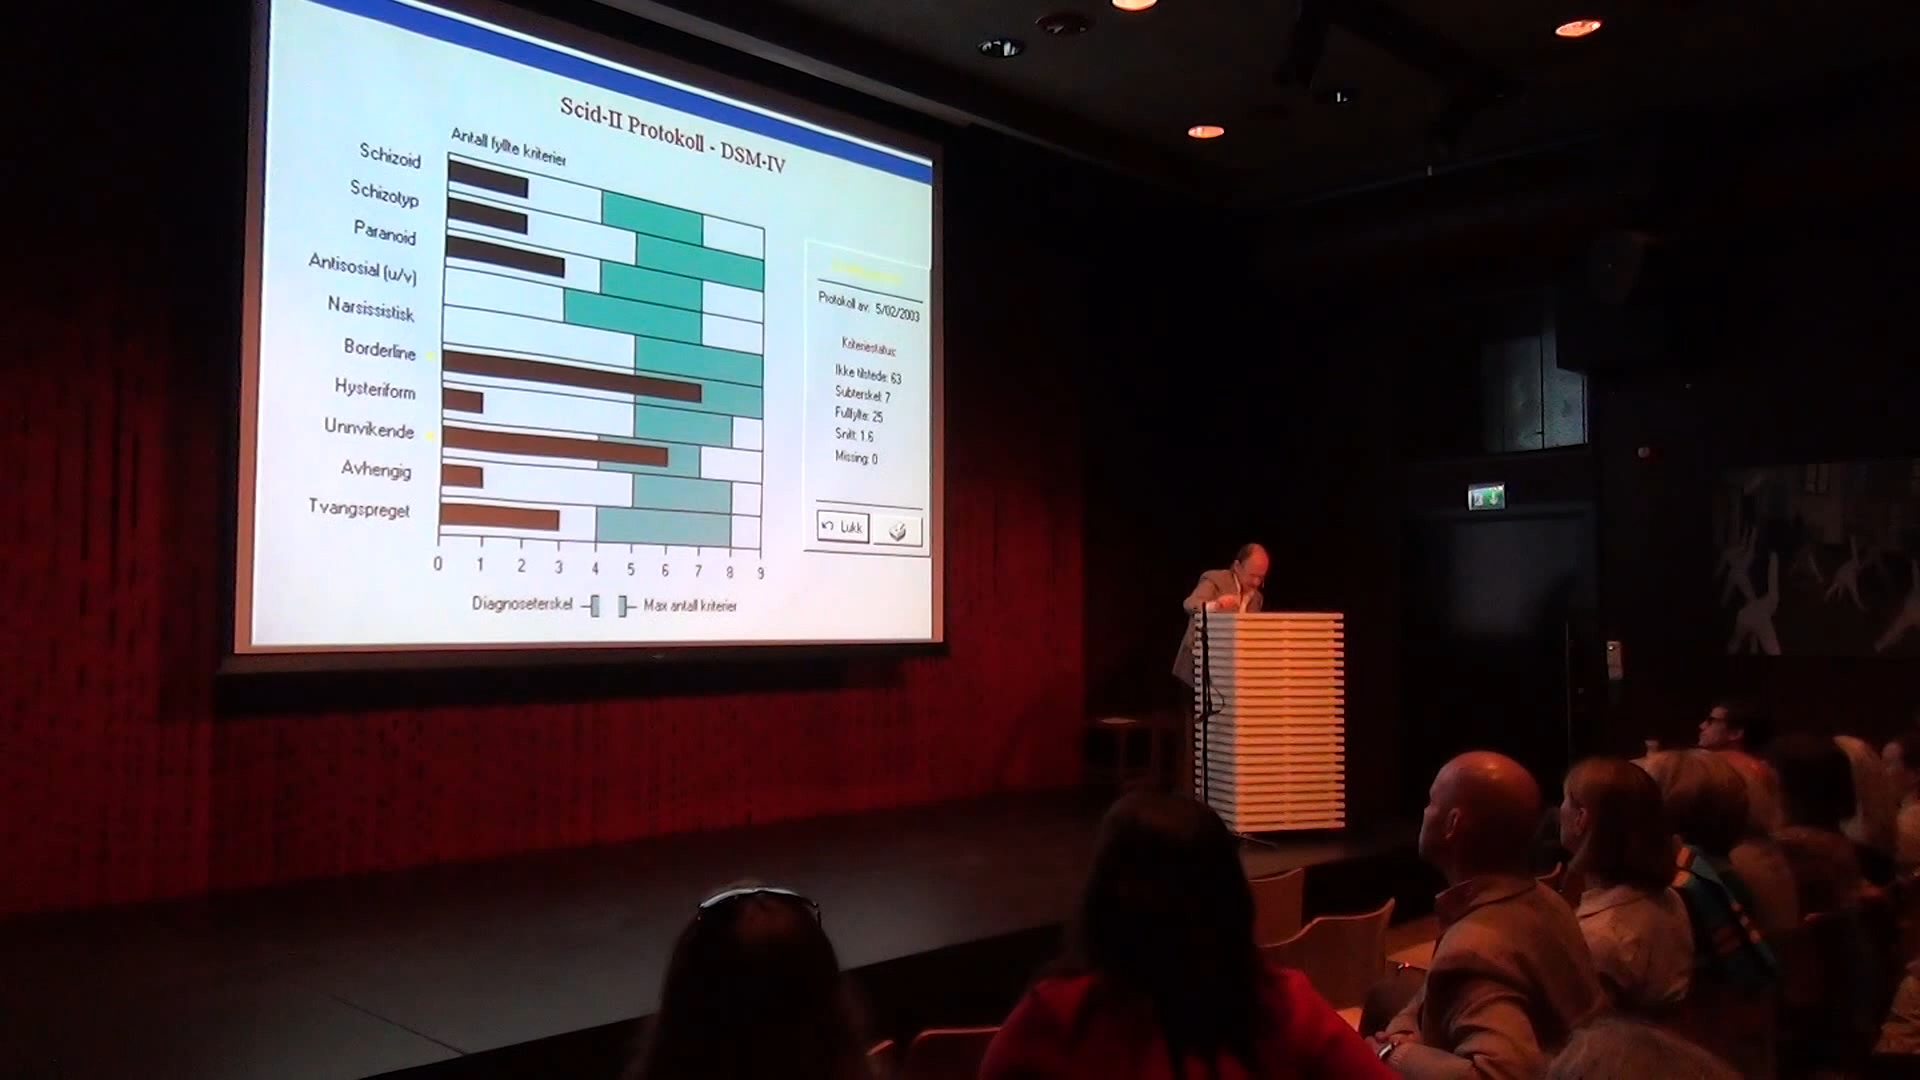 Scid-II Protokoll - DSM-IV
Antall fyllte kriterier
Schizoid
Schizotyp
Paranoid
Antisosial (u/v)
Narsissistisk
Borderline
Hysteriform
Unnvikende
Avhengig
Tvangspreget
0 1 2 3 4 5 6 7 8 9
Diagnoseterskel
Max antall kriterier
Protokoll av: 5/02/2003
Kriteriestatus:
Ikke tilstede: 63
Subterskel: 7
Fullfylte: 25
Snitt: 1.6
Missing: 0
Lukk